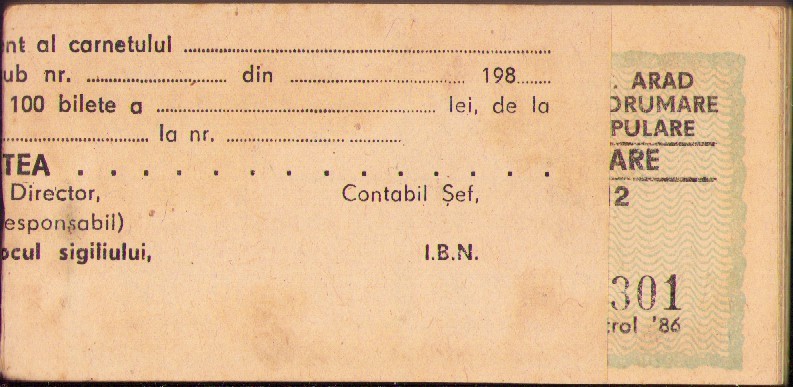 nt al carnetului ........................
ub nr. ............ din ............ 198......
100 bilete a ............ lei, de la
............ la nr. ............
TEA . . . . . . . . . . . . . .
Director, Contabil Șef,
esponsabil)
ocul sigiliului, I.B.N.
. ARAD
DRUMARE
PULARE
ARE
12
301
trol '86